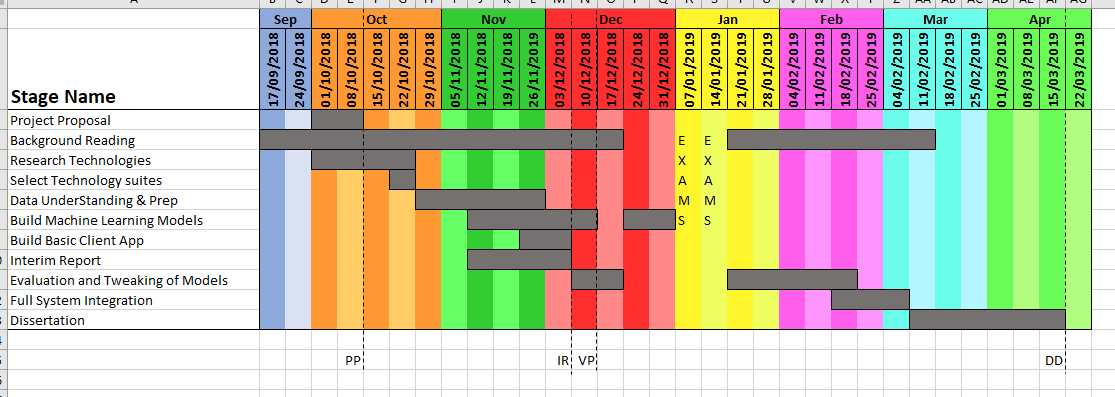 Sep Oct Nov Dec Jan Feb Mar Apr
Stage Name 17/09/2018 24/09/2018 01/10/2018 08/10/2018 15/10/2018 22/10/2018 29/10/2018 05/11/2018 12/11/2018 19/11/2018 26/11/2018 03/12/2018 10/12/2018 17/12/2018 24/12/2018 31/12/2018 07/01/2019 14/01/2019 21/01/2019 28/01/2019 04/02/2019 11/02/2019 18/02/2019 25/02/2019 04/02/2019 11/02/2019 18/02/2019 25/02/2019 01/03/2019 08/03/2019 15/03/2019 22/03/2019
Project Proposal
Background Reading E E
Research Technologies X X
Select Technology suites A A
Data UnderStanding & Prep M M
Build Machine Learning Models S S
Build Basic Client App
Interim Report
Evaluation and Tweaking of Models
Full System Integration
Dissertation
PP IR VP DD